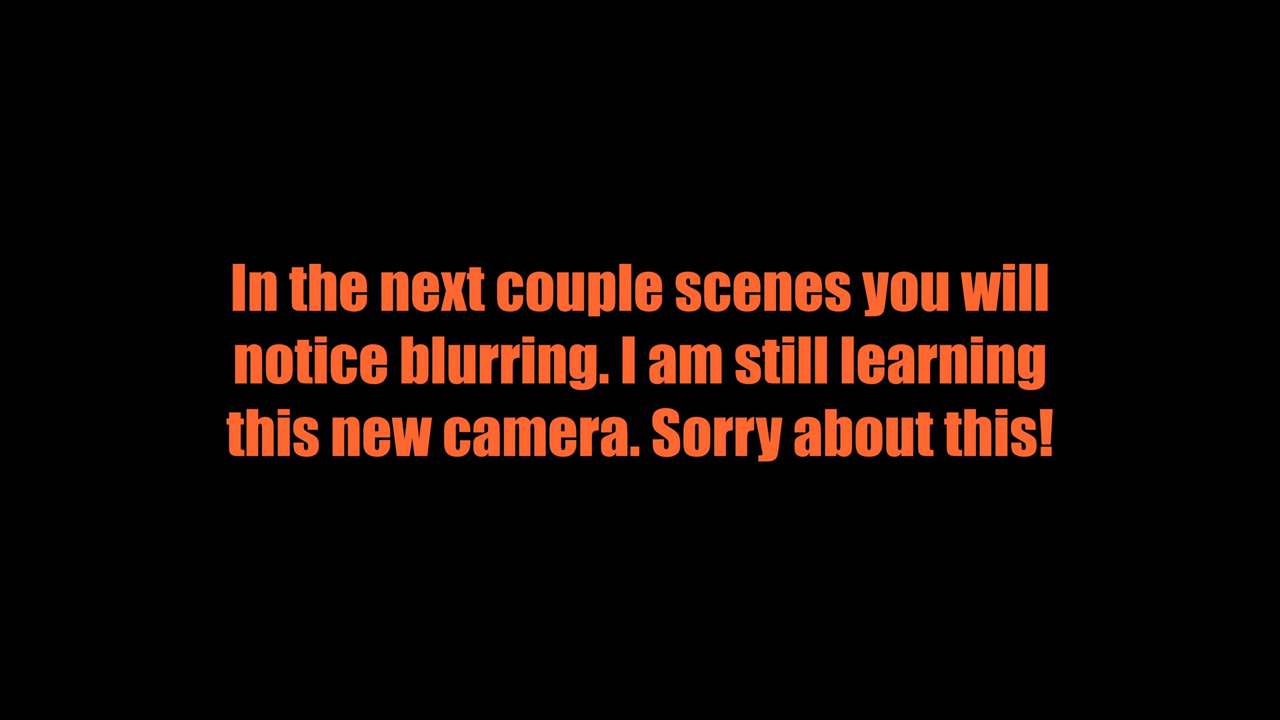 In the next couple scenes you will
notice blurring. I am still learning
this new camera. Sorry about this!